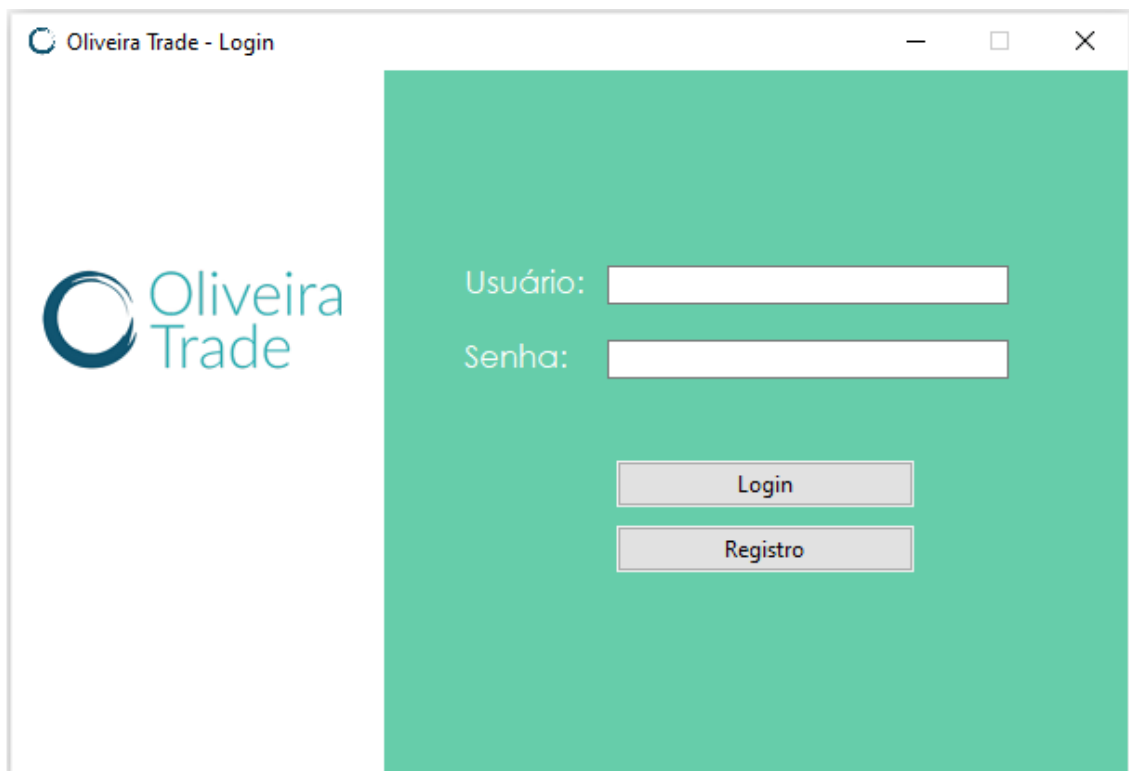 Oliveira Trade - Login
Oliveira
Trade
Usuário:
Senha:
Login
Registro